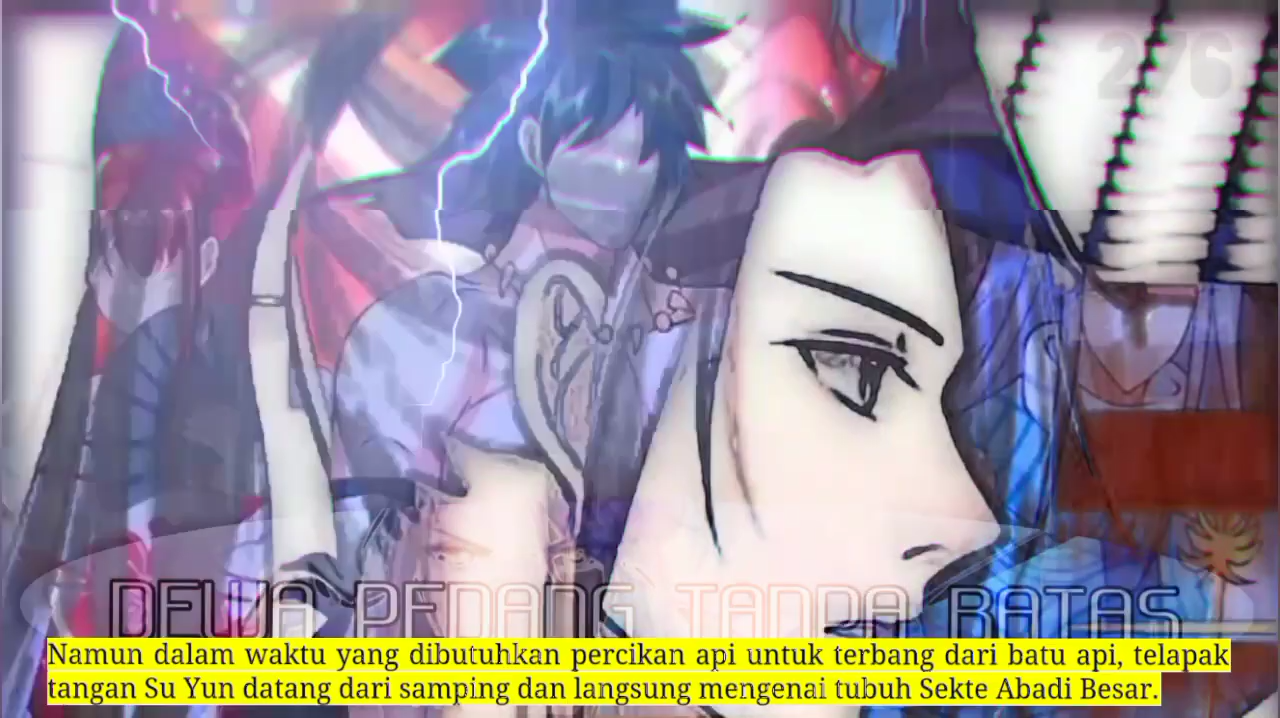 276
DEWA PEDANG TANPA BATAS
Namun dalam waktu yang dibutuhkan percikan api untuk terbang dari batu api, telapak
tangan Su Yun datang dari samping dan langsung mengenai tubuh Sekte Abadi Besar.